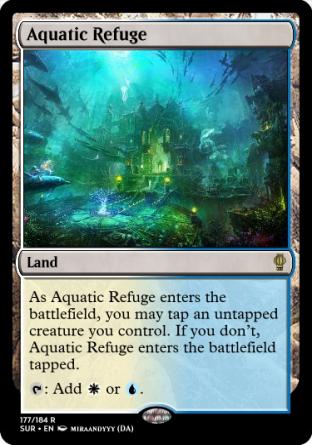 Aquatic Refuge
Land
As Aquatic Refuge enters the
battlefield, you may tap an untapped
creature you control. If you don't,
Aquatic Refuge enters the battlefield
tapped.
: Add or .
177/184 R
SUR • EN MIRAANDYYY (DA)